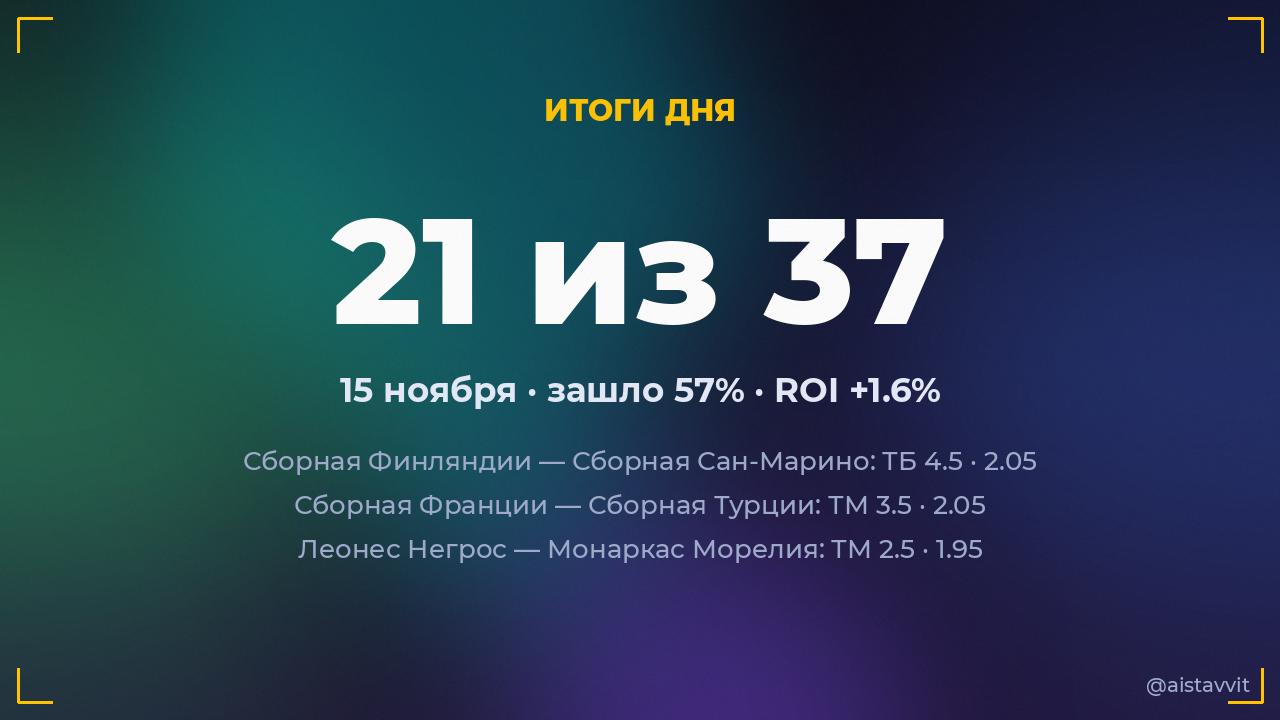 ИТОГИ ДНЯ
21 из 37
15 ноября · зашло 57% · ROI +1.6%
Сборная Финляндии — Сборная Сан-Марино: ТБ 4.5 · 2.05
Сборная Франции — Сборная Турции: ТМ 3.5 · 2.05
Леонес Негрос — Монаркас Морелия: ТМ 2.5 · 1.95
@aistavvit